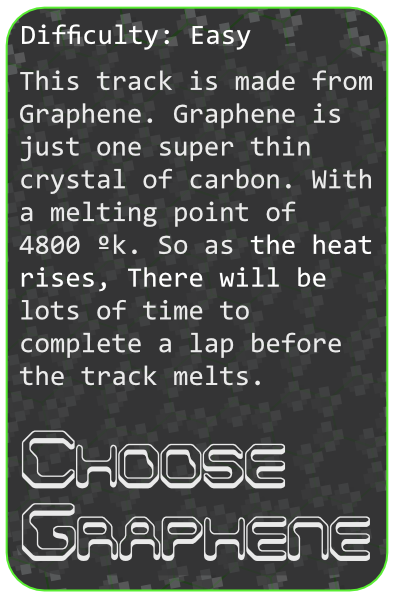 Difficulty: Easy
This track is made from
Graphene. Graphene is
just one super thin
crystal of carbon. With
a melting point of
4800 ºk. So as the heat
rises, There will be
lots of time to
complete a lap before
the track melts.
Choose
Graphene